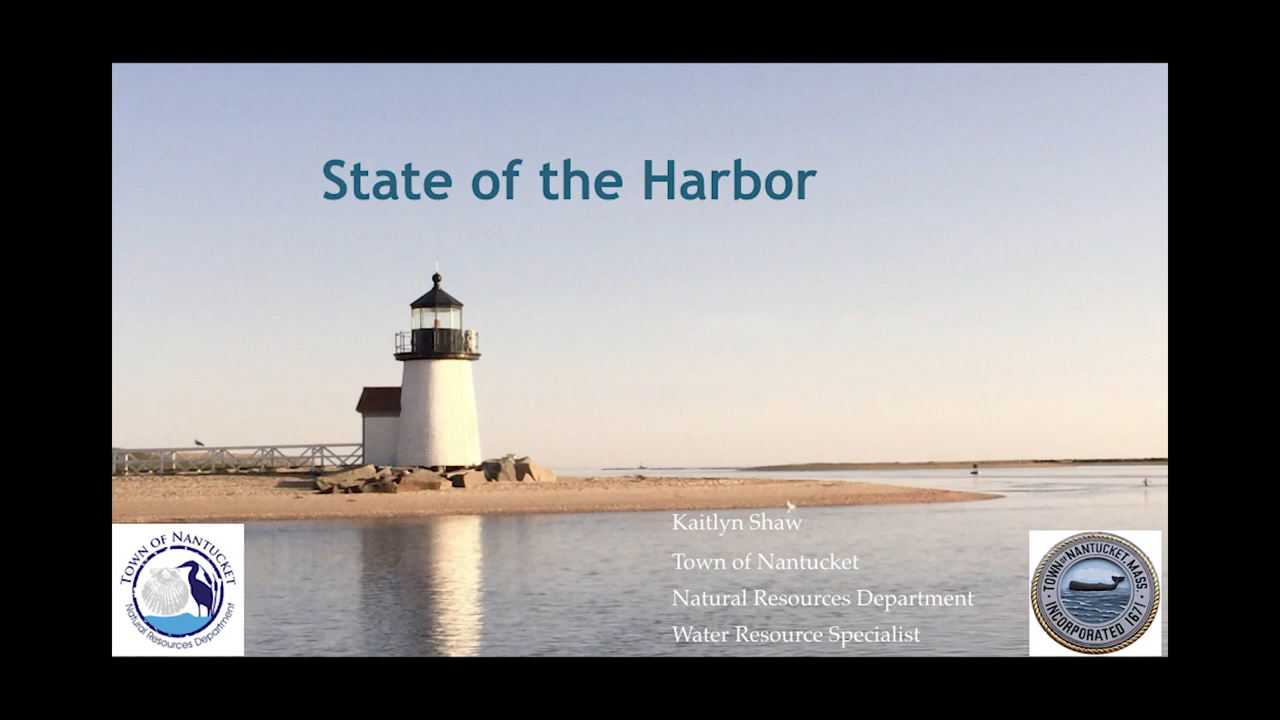 State of the Harbor
Kaitlyn Shaw
Town of Nantucket
Natural Resources Department
Water Resource Specialist
TOWN OF NANTUCKET
Natural Resources Department
TOWN OF NANTUCKET, MASS.
INCORPORATED 1671